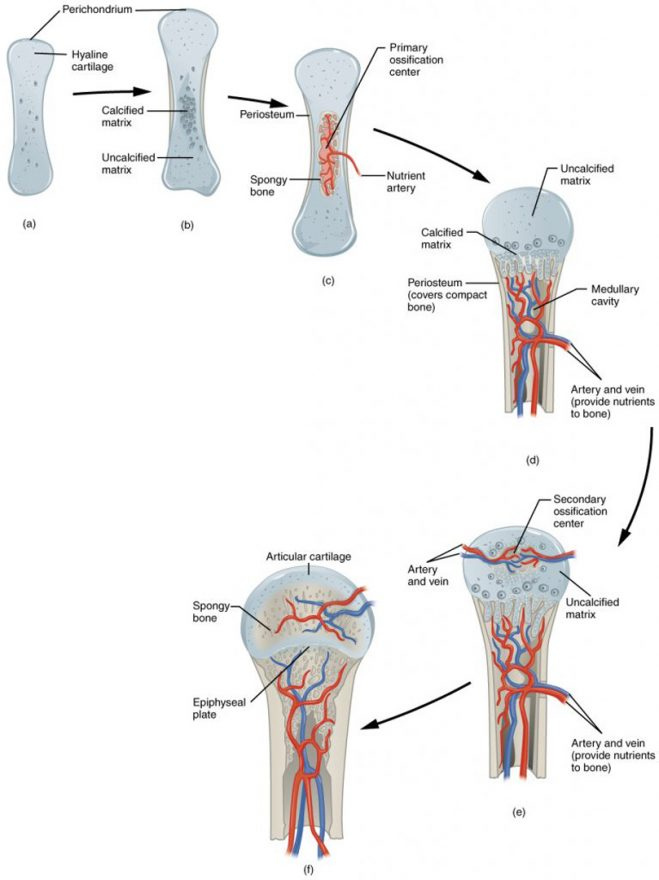 Perichondrium
Hyaline
cartilage
(a)
Calcified
matrix
Uncalcified
matrix
(b)
Primary
ossification
center
Periosteum
Spongy
bone
Nutrient
artery
(c)
Uncalcified
matrix
Calcified
matrix
Periosteum
(covers compact
bone)
Medullary
cavity
Artery and vein
(provide nutrients
to bone)
(d)
Secondary
ossification
center
Artery
and vein
Uncalcified
matrix
Artery and vein
(provide nutrients
to bone)
(e)
Articular cartilage
Spongy
bone
Epiphyseal
plate
(f)